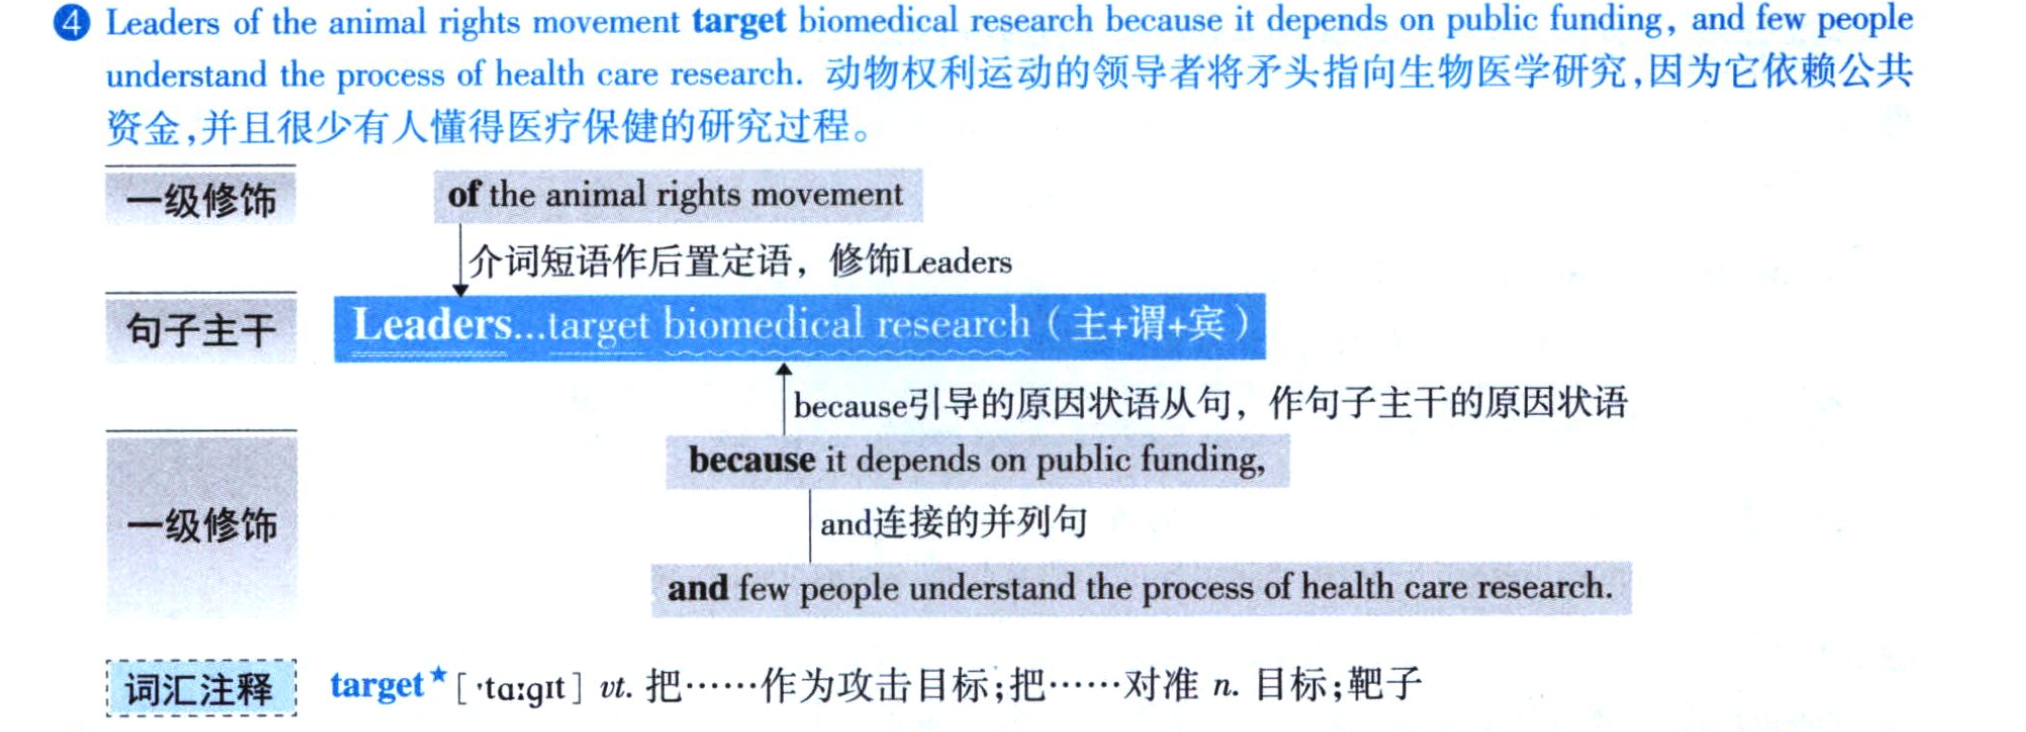 ❹ Leaders of the animal rights movement target biomedical research because it depends on public funding, and few people
understand the process of health care research. 动物权利运动的领导者将矛头指向生物医学研究,因为它依赖公共
资金,并且很少有人懂得医疗保健的研究过程。
一级修饰 of the animal rights movement
介词短语作后置定语，修饰Leaders
句子主干 Leaders...target biomedical research（主+谓+宾）
because引导的原因状语从句，作句子主干的原因状语
because it depends on public funding,
一级修饰 and连接的并列句
and few people understand the process of health care research.
词汇注释 target★ [ˈtɑːgɪt] vt. 把……作为攻击目标;把……对准 n. 目标;靶子